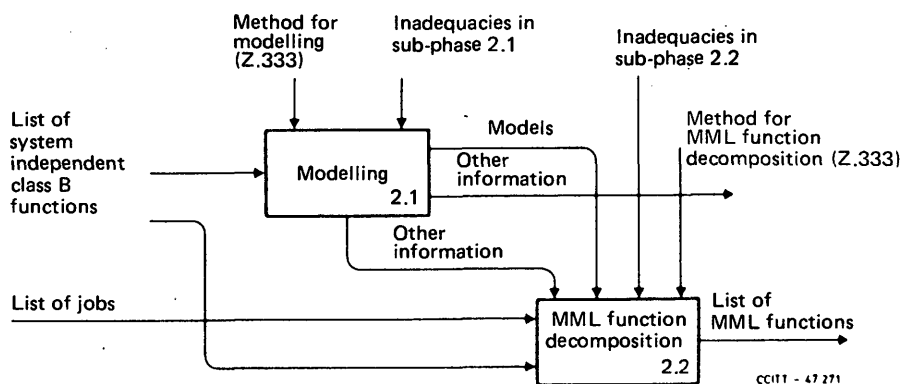 Method for
modelling
(Z.333)
Inadequacies in
sub-phase 2.1
Inadequacies in
sub-phase 2.2
List of
system
independent
class B
functions
Method for
MML function
decomposition (Z.333)
Models
Other
information
Modelling
2.1
Other
information
List of jobs
MML function
decomposition
2.2
List of
MML functions
CCITT - 47 271